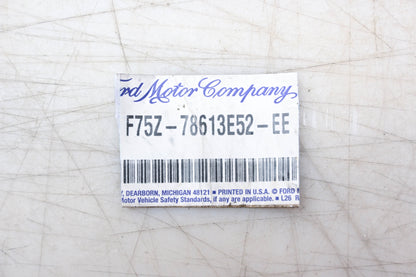 ord Motor Company
F75Z-78613E52-EE
, DEARBORN, MICHIGAN 48121 ■ PRINTED IN U.S.A. © FORD M
Motor Vehicle Safety Standards, if any are applicable. ■ L26 R